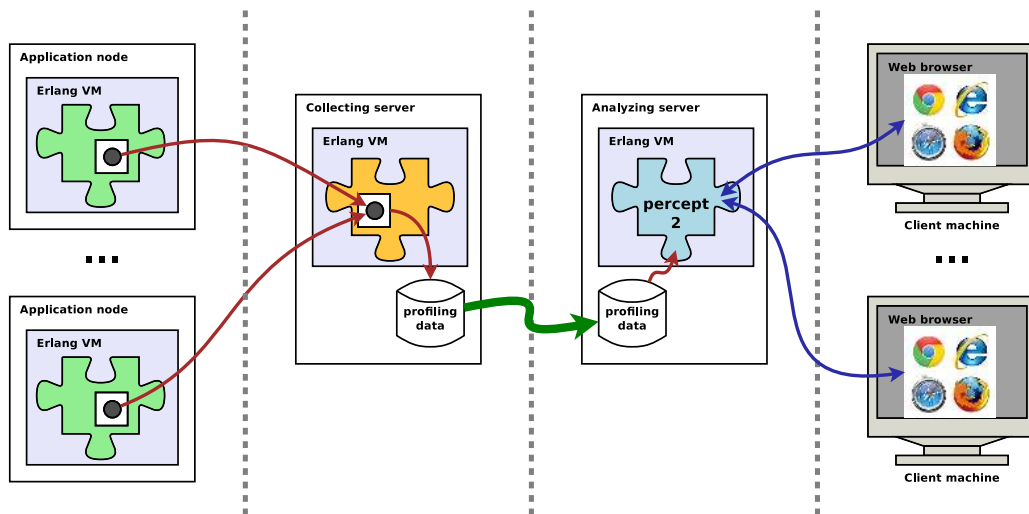 Application node
Erlang VM
...
Application node
Erlang VM
Collecting server
Erlang VM
profiling
data
Analyzing server
Erlang VM
percept
2
profiling
data
Web browser
Client machine
...
Web browser
Client machine